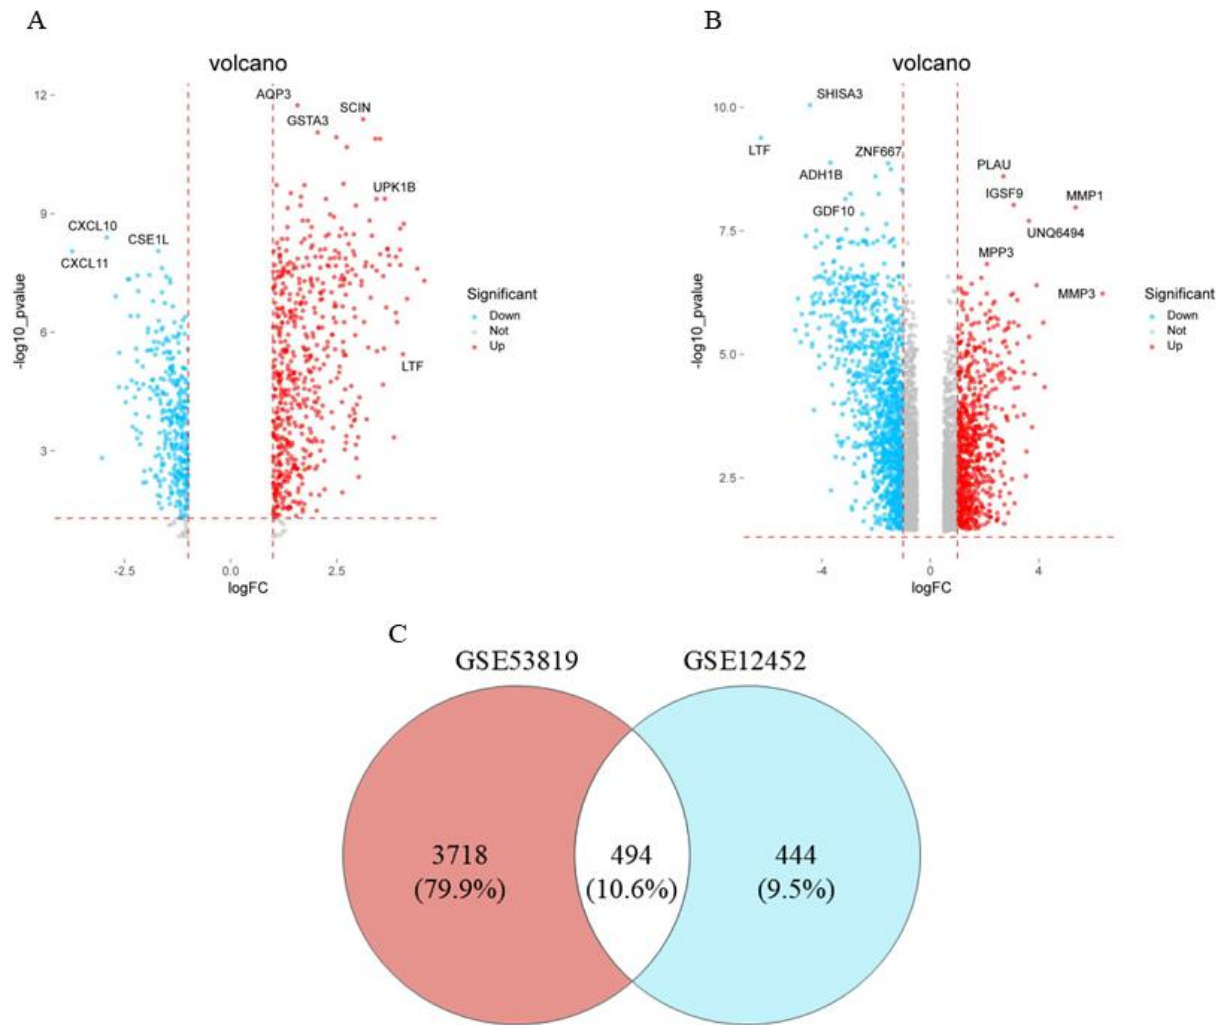 A
volcano
12
9
6
3
-log10_pvalue
AQP3
SCIN
GSTA3
UPK1B
CXCL10
CSE1L
CXCL11
LTF
-2.5
0.0
2.5
logFC
Significant
Down
Not
Up
B
volcano
10.0
7.5
5.0
2.5
-log10_pvalue
SHISA3
LTF
ZNF667
ADH1B
GDF10
PLAU
IGSF9
MMP1
UNQ6494
MPP3
MMP3
-4
0
4
logFC
Significant
Down
Not
Up
C
GSE53819
GSE12452
3718
(79.9%)
494
(10.6%)
444
(9.5%)